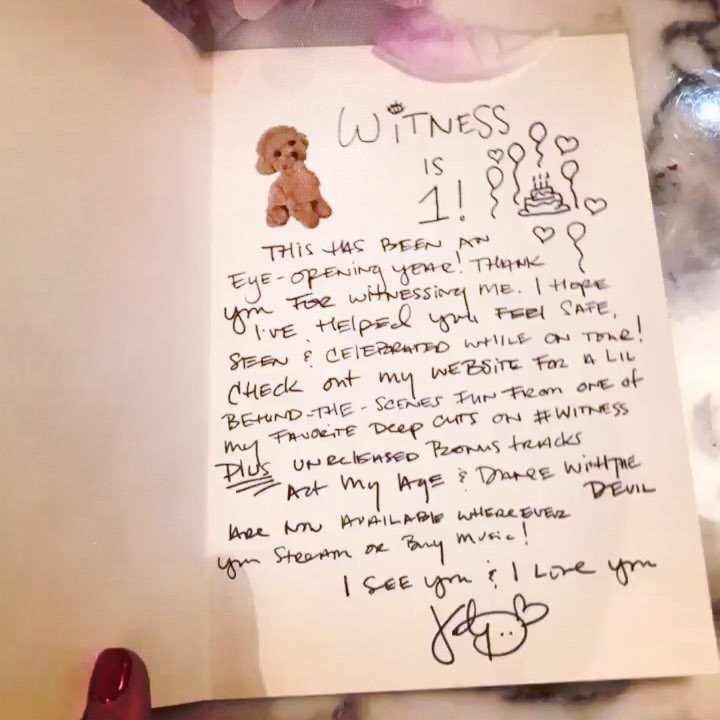 WiTNESS
IS
1!
THiS HAS BEEN AN
EYE-OPENING YEAR! THANK
you FOR WITNESSING ME. I HOPE
I'VE HELPED you FEEl SAFE,
SEEN & CELEBRATED WHILE ON TOUR!
CHECK out my WEBSITE FOR A LIL
BEHIND-THE-SCENES FUN FROM ONE of
my FAVORITE DEEP CUTS ON #WITNESS
PLUS UNRELEASED BONUS tRACKS
Act My Age & DANCE WITH THE
DEVIL
ARE NOW AVAILABLE WHEREEVER
you STREAM OR Buy music!
I SEE you & I Love you